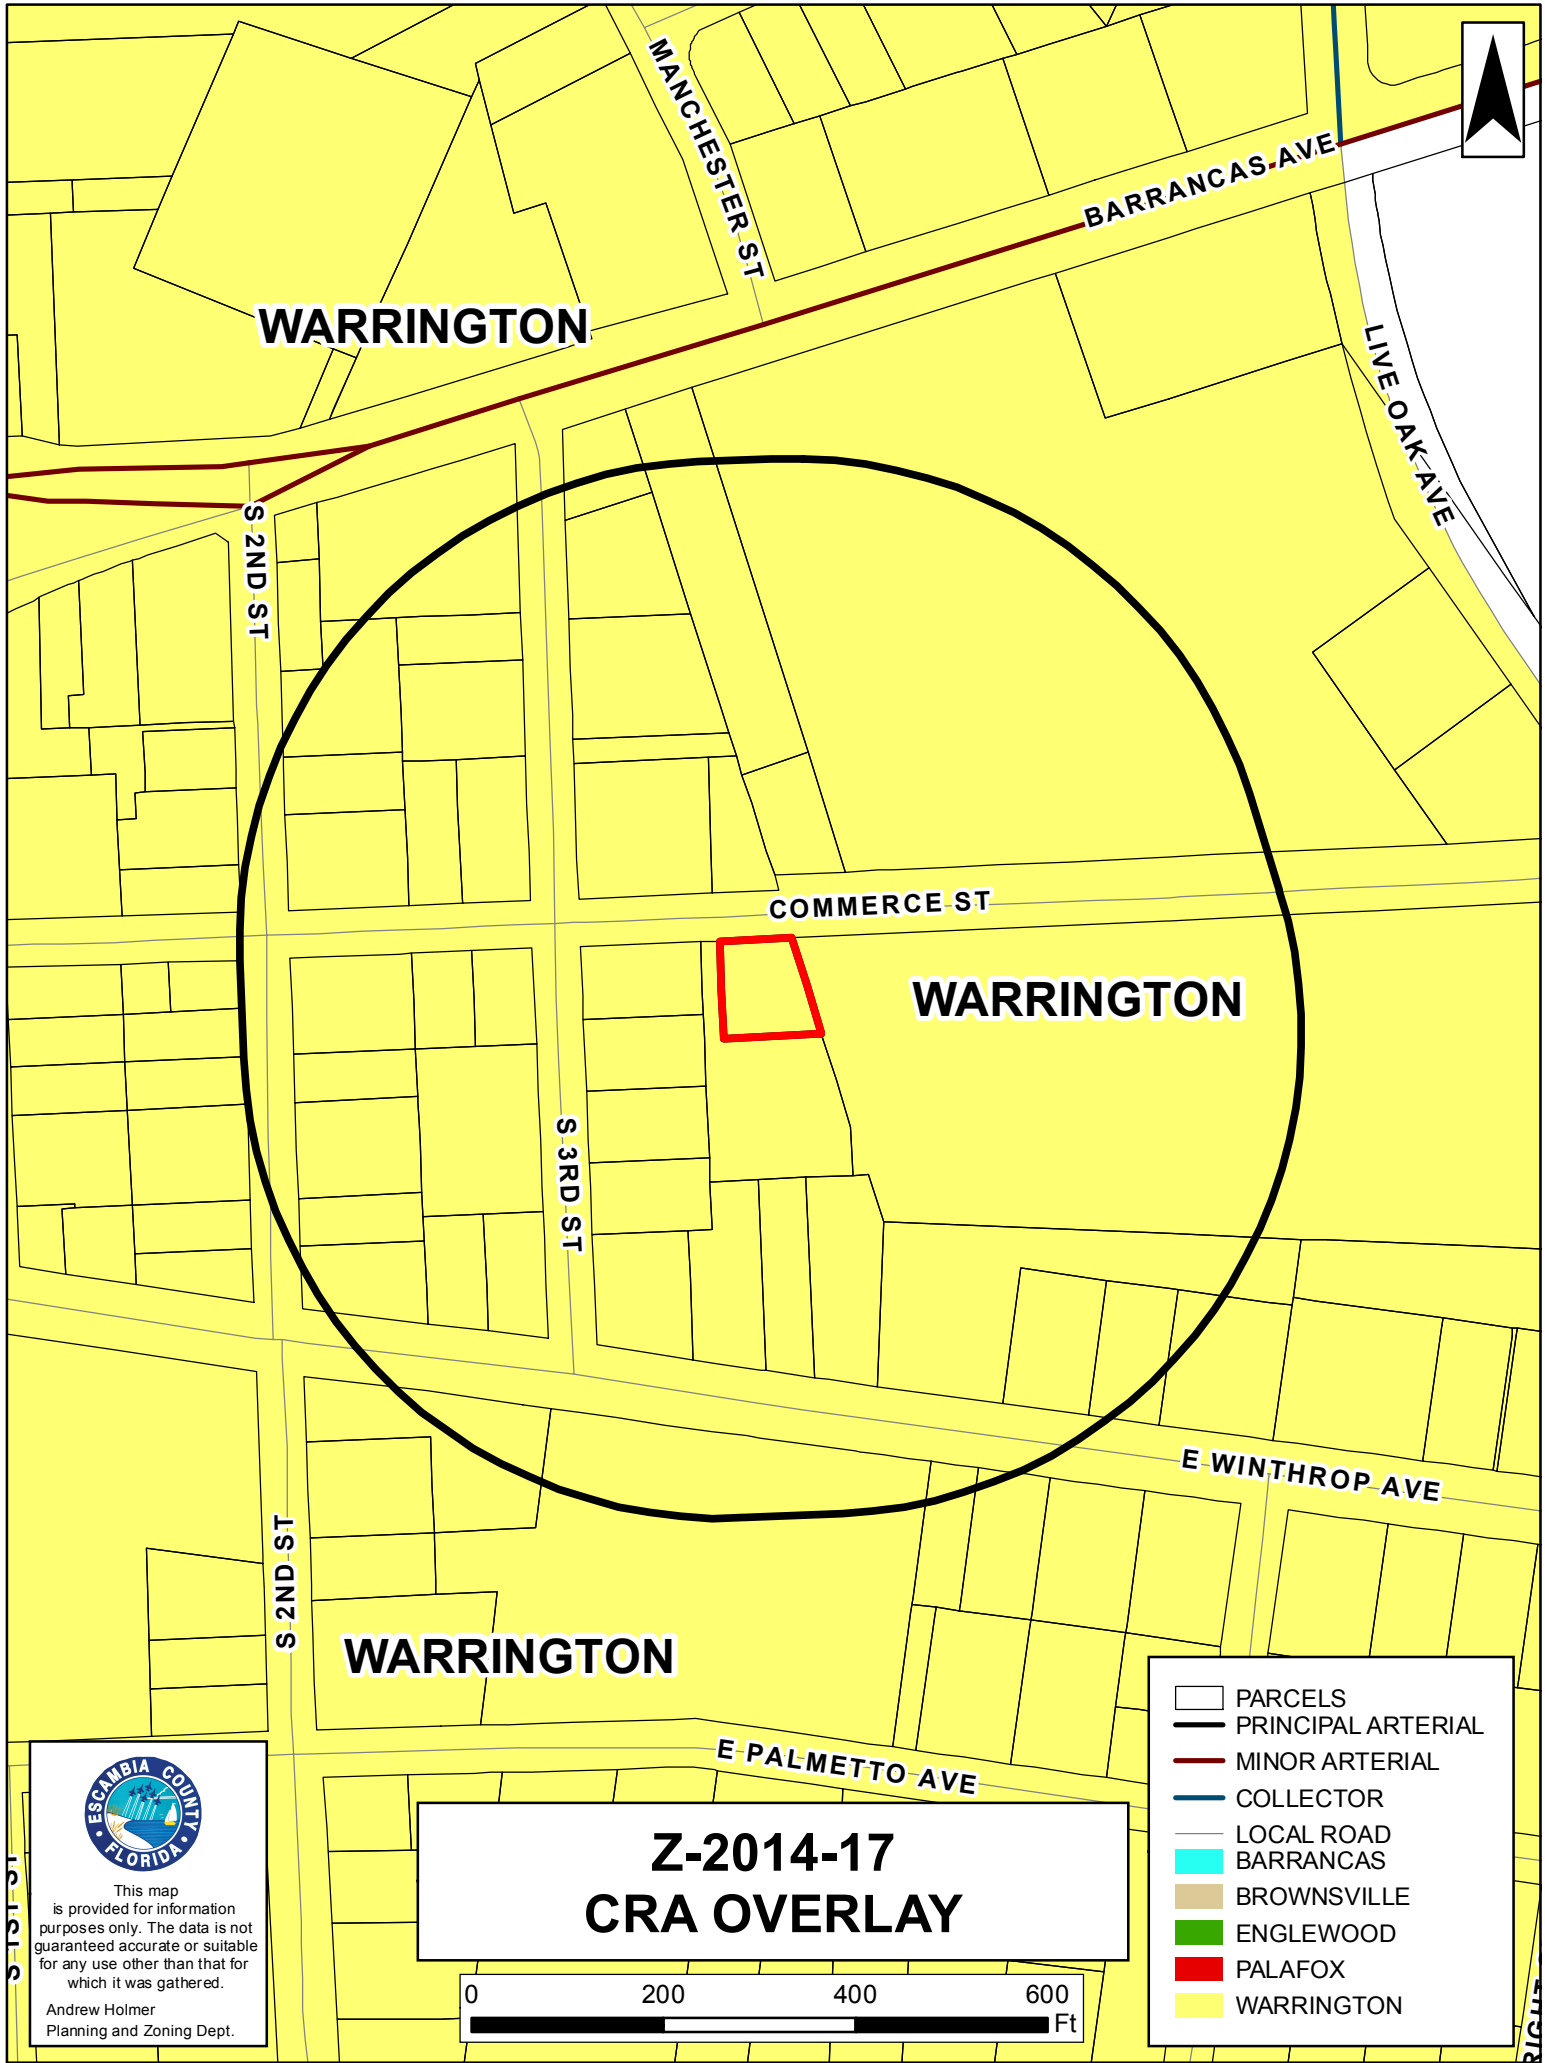 MANCHESTER ST
BARRANCAS AVE
WARRINGTON
LIVE OAK AVE
S 2ND ST
COMMERCE ST
WARRINGTON
S 3RD ST
E WINTHROP AVE
S 2ND ST
WARRINGTON
E PALMETTO AVE
S 1ST ST
ESCAMBIA COUNTY
FLORIDA
This map
is provided for information
purposes only. The data is not
guaranteed accurate or suitable
for any use other than that for
which it was gathered.
Andrew Holmer
Planning and Zoning Dept.
Z-2014-17
CRA OVERLAY
0 200 400 600
Ft
PARCELS
PRINCIPAL ARTERIAL
MINOR ARTERIAL
COLLECTOR
LOCAL ROAD
BARRANCAS
BROWNSVILLE
ENGLEWOOD
PALAFOX
WARRINGTON